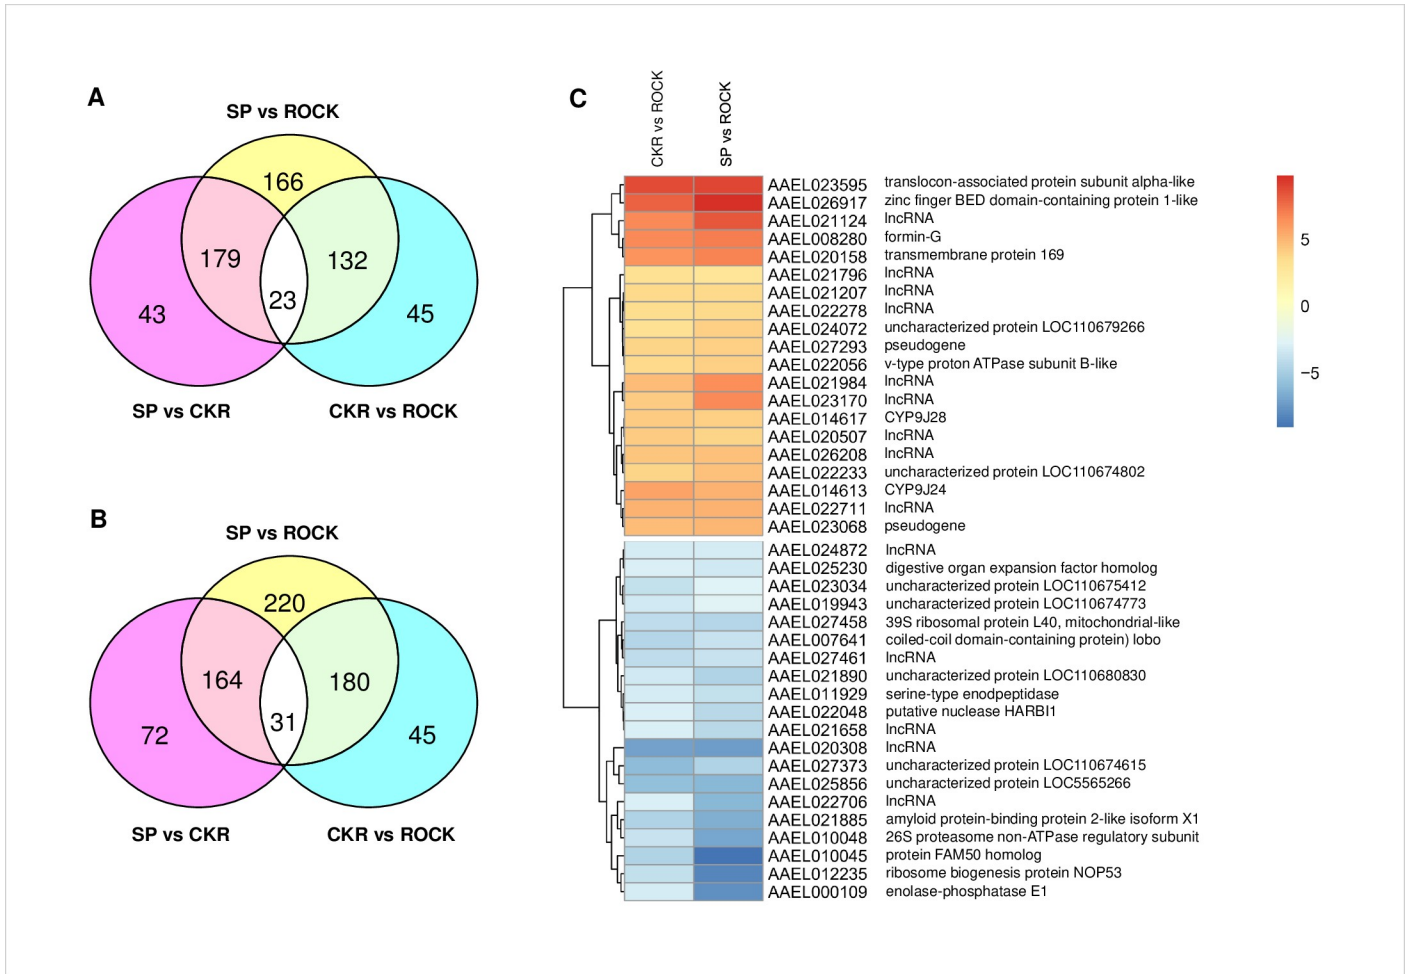 A
SP vs ROCK
166
179
132
23
43
45
SP vs CKR
CKR vs ROCK
B
SP vs ROCK
220
164
180
31
72
45
SP vs CKR
CKR vs ROCK
C
CKR vs ROCK
SP vs ROCK
AAEL023595 translocon-associated protein subunit alpha-like
AAEL026917 zinc finger BED domain-containing protein 1-like
AAEL021124 lncRNA
AAEL008280 formin-G
AAEL020158 transmembrane protein 169
AAEL021796 lncRNA
AAEL021207 lncRNA
AAEL022278 lncRNA
AAEL024072 uncharacterized protein LOC110679266
AAEL027293 pseudogene
AAEL022056 v-type proton ATPase subunit B-like
AAEL021984 lncRNA
AAEL023170 lncRNA
AAEL014617 CYP9J28
AAEL020507 lncRNA
AAEL026208 lncRNA
AAEL022233 uncharacterized protein LOC110674802
AAEL014613 CYP9J24
AAEL022711 lncRNA
AAEL023068 pseudogene
AAEL024872 lncRNA
AAEL025230 digestive organ expansion factor homolog
AAEL023034 uncharacterized protein LOC110675412
AAEL019943 uncharacterized protein LOC110674773
AAEL027458 39S ribosomal protein L40, mitochondrial-like
AAEL007641 coiled-coil domain-containing protein) lobo
AAEL027461 lncRNA
AAEL021890 uncharacterized protein LOC110680830
AAEL011929 serine-type enodpeptidase
AAEL022048 putative nuclease HARBI1
AAEL021658 lncRNA
AAEL020308 lncRNA
AAEL027373 uncharacterized protein LOC110674615
AAEL025856 uncharacterized protein LOC5565266
AAEL022706 lncRNA
AAEL021885 amyloid protein-binding protein 2-like isoform X1
AAEL010048 26S proteasome non-ATPase regulatory subunit
AAEL010045 protein FAM50 homolog
AAEL012235 ribosome biogenesis protein NOP53
AAEL000109 enolase-phosphatase E1
5
0
−5